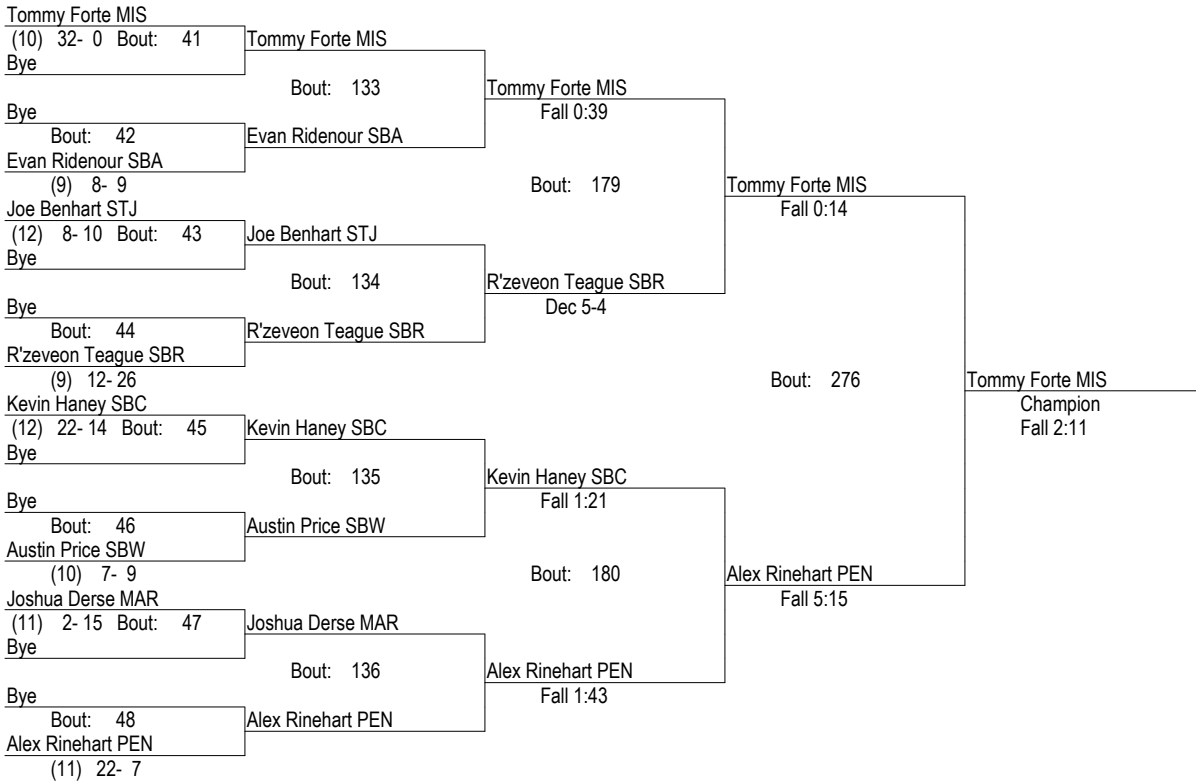 Tommy Forte MIS
(10) 32- 0 Bout: 41
Bye
Bye
Bout: 42
Evan Ridenour SBA
(9) 8- 9
Joe Benhart STJ
(12) 8- 10 Bout: 43
Bye
Bye
Bout: 44
R'zeveon Teague SBR
(9) 12- 26
Kevin Haney SBC
(12) 22- 14 Bout: 45
Bye
Bye
Bout: 46
Austin Price SBW
(10) 7- 9
Joshua Derse MAR
(11) 2- 15 Bout: 47
Bye
Bye
Bout: 48
Alex Rinehart PEN
(11) 22- 7
Tommy Forte MIS
Bout: 133
Evan Ridenour SBA
Joe Benhart STJ
Bout: 134
R'zeveon Teague SBR
Kevin Haney SBC
Bout: 135
Austin Price SBW
Joshua Derse MAR
Bout: 136
Alex Rinehart PEN
Tommy Forte MIS
Fall 0:39
Bout: 179
R'zeveon Teague SBR
Dec 5-4
Kevin Haney SBC
Fall 1:21
Bout: 180
Alex Rinehart PEN
Fall 1:43
Tommy Forte MIS
Fall 0:14
Bout: 276
Alex Rinehart PEN
Fall 5:15
Tommy Forte MIS
Champion
Fall 2:11